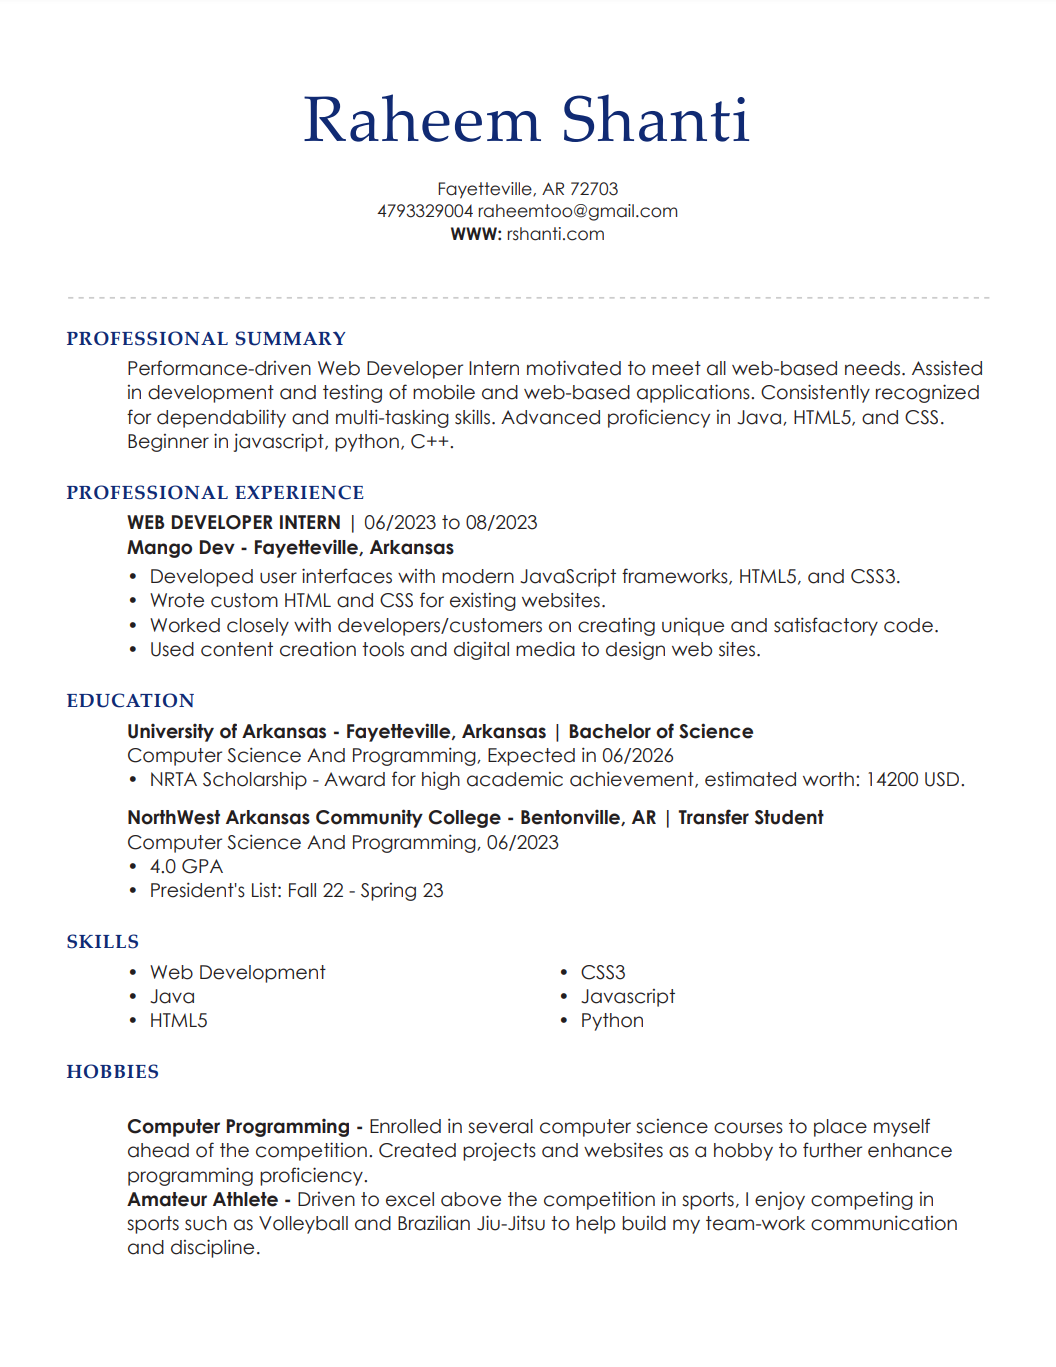 Raheem Shanti
Fayetteville, AR 72703
4793329004 raheemtoo@gmail.com
WWW: rshanti.com
PROFESSIONAL SUMMARY
Performance-driven Web Developer Intern motivated to meet all web-based needs. Assisted
in development and testing of mobile and web-based applications. Consistently recognized
for dependability and multi-tasking skills. Advanced proficiency in Java, HTML5, and CSS.
Beginner in javascript, python, C++.
PROFESSIONAL EXPERIENCE
WEB DEVELOPER INTERN | 06/2023 to 08/2023
Mango Dev - Fayetteville, Arkansas
• Developed user interfaces with modern JavaScript frameworks, HTML5, and CSS3.
• Wrote custom HTML and CSS for existing websites.
• Worked closely with developers/customers on creating unique and satisfactory code.
• Used content creation tools and digital media to design web sites.
EDUCATION
University of Arkansas - Fayetteville, Arkansas | Bachelor of Science
Computer Science And Programming, Expected in 06/2026
• NRTA Scholarship - Award for high academic achievement, estimated worth: 14200 USD.
NorthWest Arkansas Community College - Bentonville, AR | Transfer Student
Computer Science And Programming, 06/2023
• 4.0 GPA
• President's List: Fall 22 - Spring 23
SKILLS
• Web Development
• Java
• HTML5
• CSS3
• Javascript
• Python
HOBBIES
Computer Programming - Enrolled in several computer science courses to place myself
ahead of the competition. Created projects and websites as a hobby to further enhance
programming proficiency.
Amateur Athlete - Driven to excel above the competition in sports, I enjoy competing in
sports such as Volleyball and Brazilian Jiu-Jitsu to help build my team-work communication
and discipline.